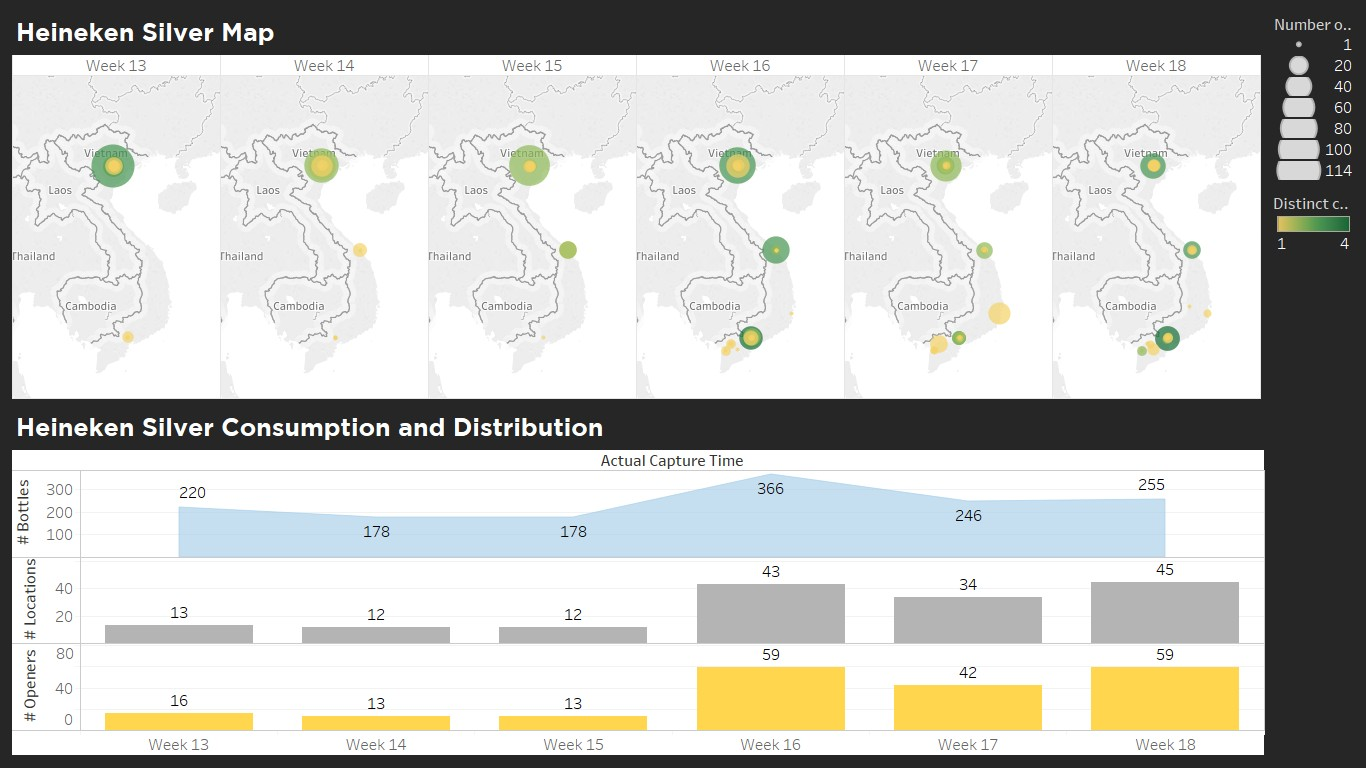 Heineken Silver Map
Number o..
Week 13 Week 14 Week 15 Week 16 Week 17 Week 18
1
20
40
60
80
100
114
Vietnam Vietnam Vietnam Vietnam Vietnam Vietnam
Laos Laos Laos Laos Laos Laos
Distinct c..
1 4
Thailand Thailand Thailand Thailand Thailand Thailand
Cambodia Cambodia Cambodia Cambodia Cambodia Cambodia
Heineken Silver Consumption and Distribution
Actual Capture Time
# Bottles
300
200
100
220 178 178 366 246 255
# Locations
40
20
13 12 12 43 34 45
# Openers
80
40
0
16 13 13 59 42 59
Week 13 Week 14 Week 15 Week 16 Week 17 Week 18